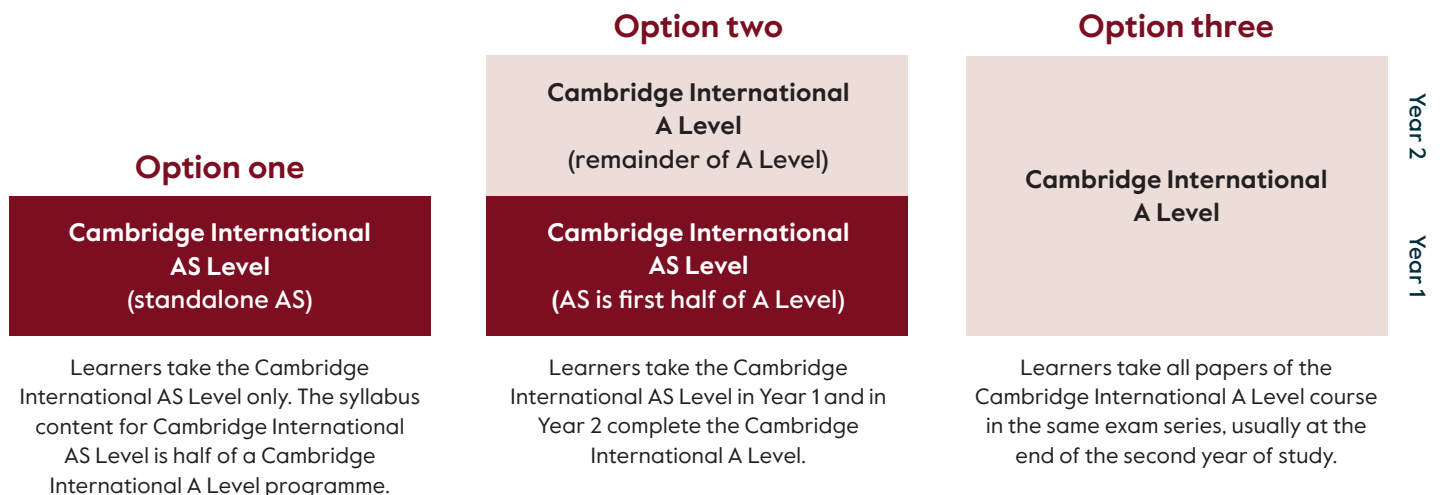 Option one
Cambridge International
AS Level
(standalone AS)
Learners take the Cambridge
International AS Level only. The syllabus
content for Cambridge International
AS Level is half of a Cambridge
International A Level programme.
Option two
Cambridge International
A Level
(remainder of A Level)
Cambridge International
AS Level
(AS is first half of A Level)
Learners take the Cambridge
International AS Level in Year 1 and in
Year 2 complete the Cambridge
International A Level.
Option three
Cambridge International
A Level
Learners take all papers of the
Cambridge International A Level course
in the same exam series, usually at the
end of the second year of study.
Year 2
Year 1